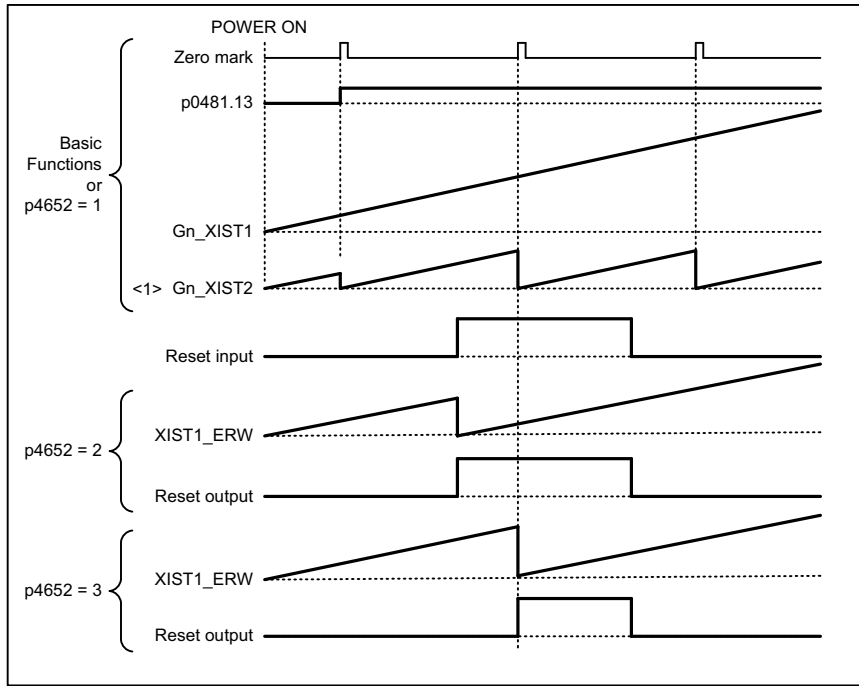 POWER ON
Zero mark
p0481.13
Basic
Functions
or
p4652 = 1
Gn_XIST1
<1> Gn_XIST2
Reset input
p4652 = 2
XIST1_ERW
Reset output
p4652 = 3
XIST1_ERW
Reset output